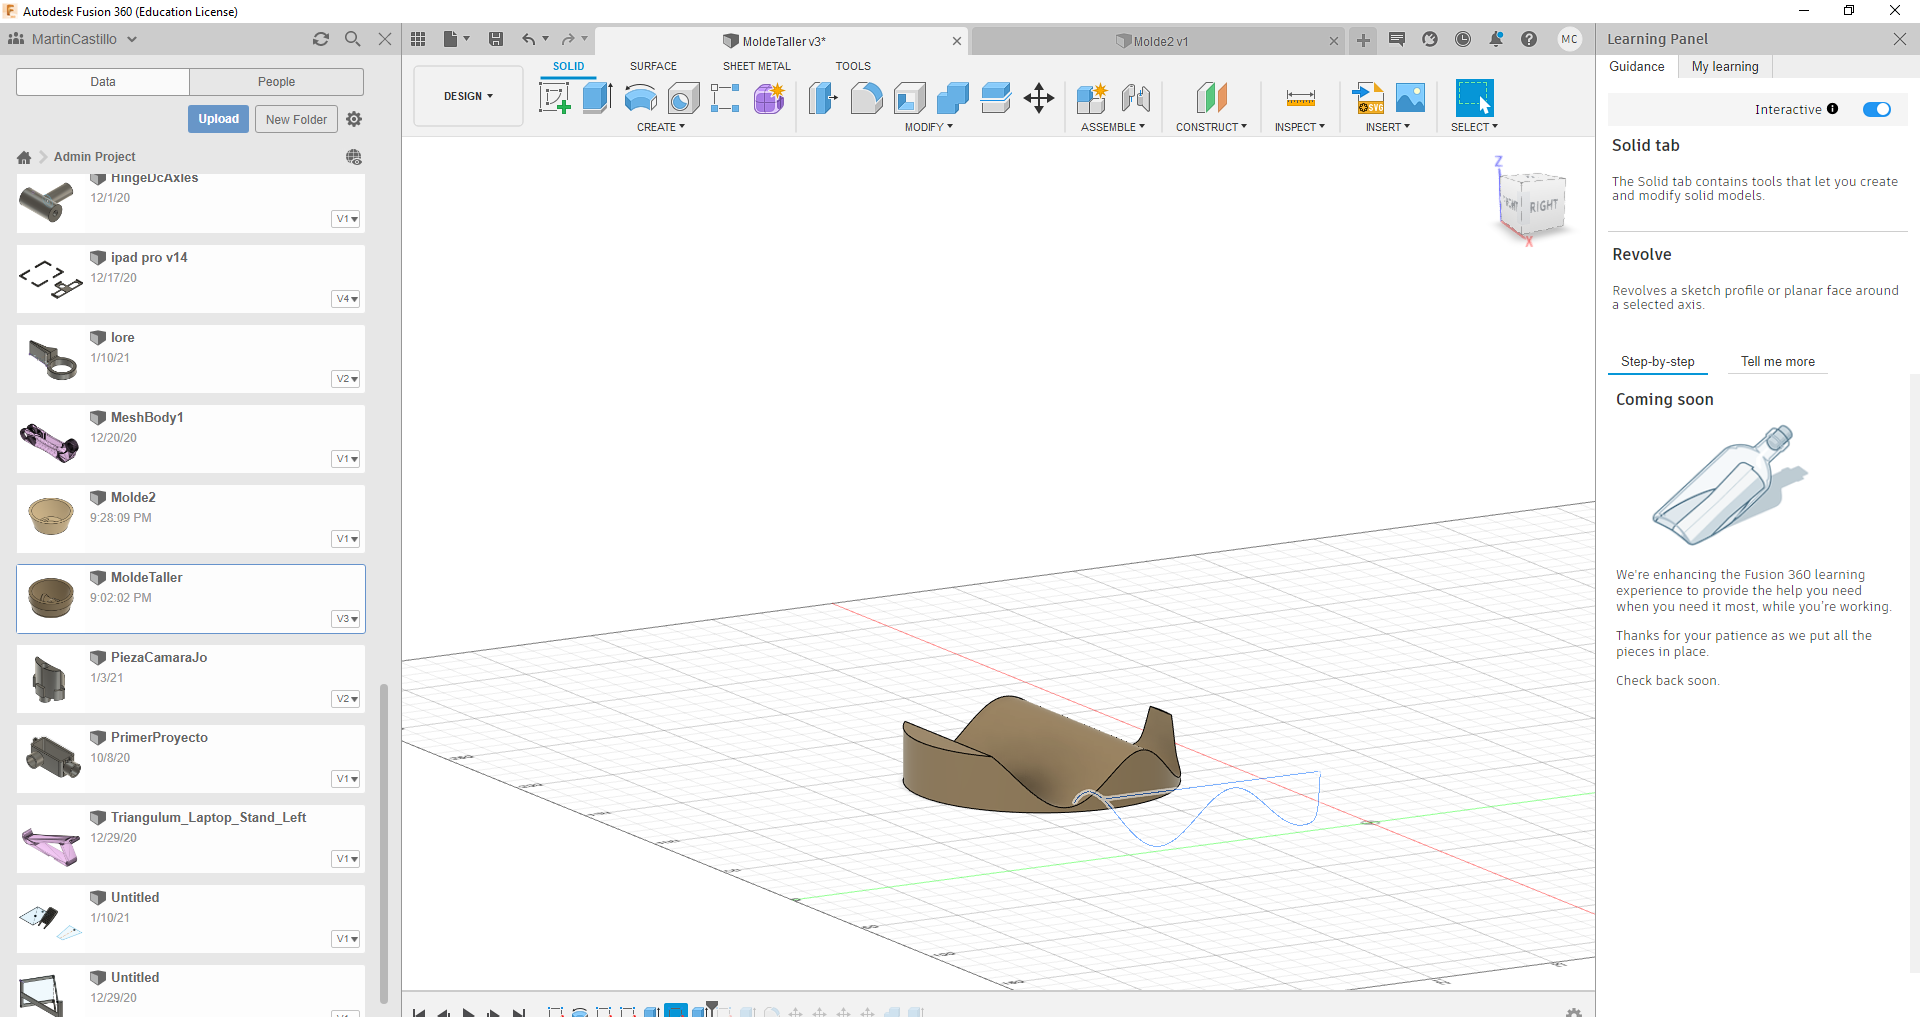 Autodesk Fusion 360 (Education License)
MartinCastillo
Data
People
Upload
New Folder
Admin Project
HingeDcAxles
12/1/20
V1
ipad pro v14
12/17/20
V4
lore
1/10/21
V2
MeshBody1
12/20/20
V1
Molde2
9:28:09 PM
V1
MoldeTaller
9:02:02 PM
V3
PiezaCamaraJo
1/3/21
V2
PrimerProyecto
10/8/20
V1
Triangulum_Laptop_Stand_Left
12/29/20
V1
Untitled
1/10/21
V1
Untitled
12/29/20
MoldeTaller v3*
Molde2 v1
MC
SOLID
SURFACE
SHEET METAL
TOOLS
DESIGN
CREATE
MODIFY
ASSEMBLE
CONSTRUCT
INSPECT
INSERT
SELECT
SVG
Z
RIGHT
X
Learning Panel
Guidance
My learning
Interactive
Solid tab
The Solid tab contains tools that let you create
and modify solid models.
Revolve
Revolves a sketch profile or planar face around
a selected axis.
Step-by-step
Tell me more
Coming soon
We're enhancing the Fusion 360 learning
experience to provide the help you need
when you need it most, while you're working.
Thanks for your patience as we put all the
pieces in place.
Check back soon.